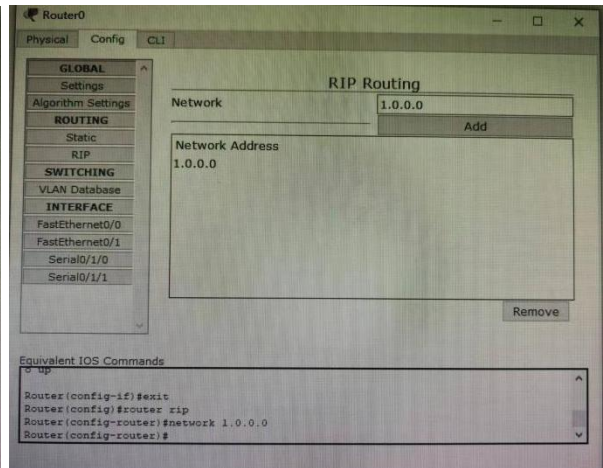 Router0
Physical Config CLI
GLOBAL
Settings
Algorithm Settings
ROUTING
Static
RIP
SWITCHING
VLAN Database
INTERFACE
FastEthernet0/0
FastEthernet0/1
Serial0/1/0
Serial0/1/1
RIP Routing
Network 1.0.0.0
Add
Network Address
1.0.0.0
Remove
Equivalent IOS Commands
o up
Router(config-if)#exit
Router(config)#router rip
Router(config-router)#network 1.0.0.0
Router(config-router)#